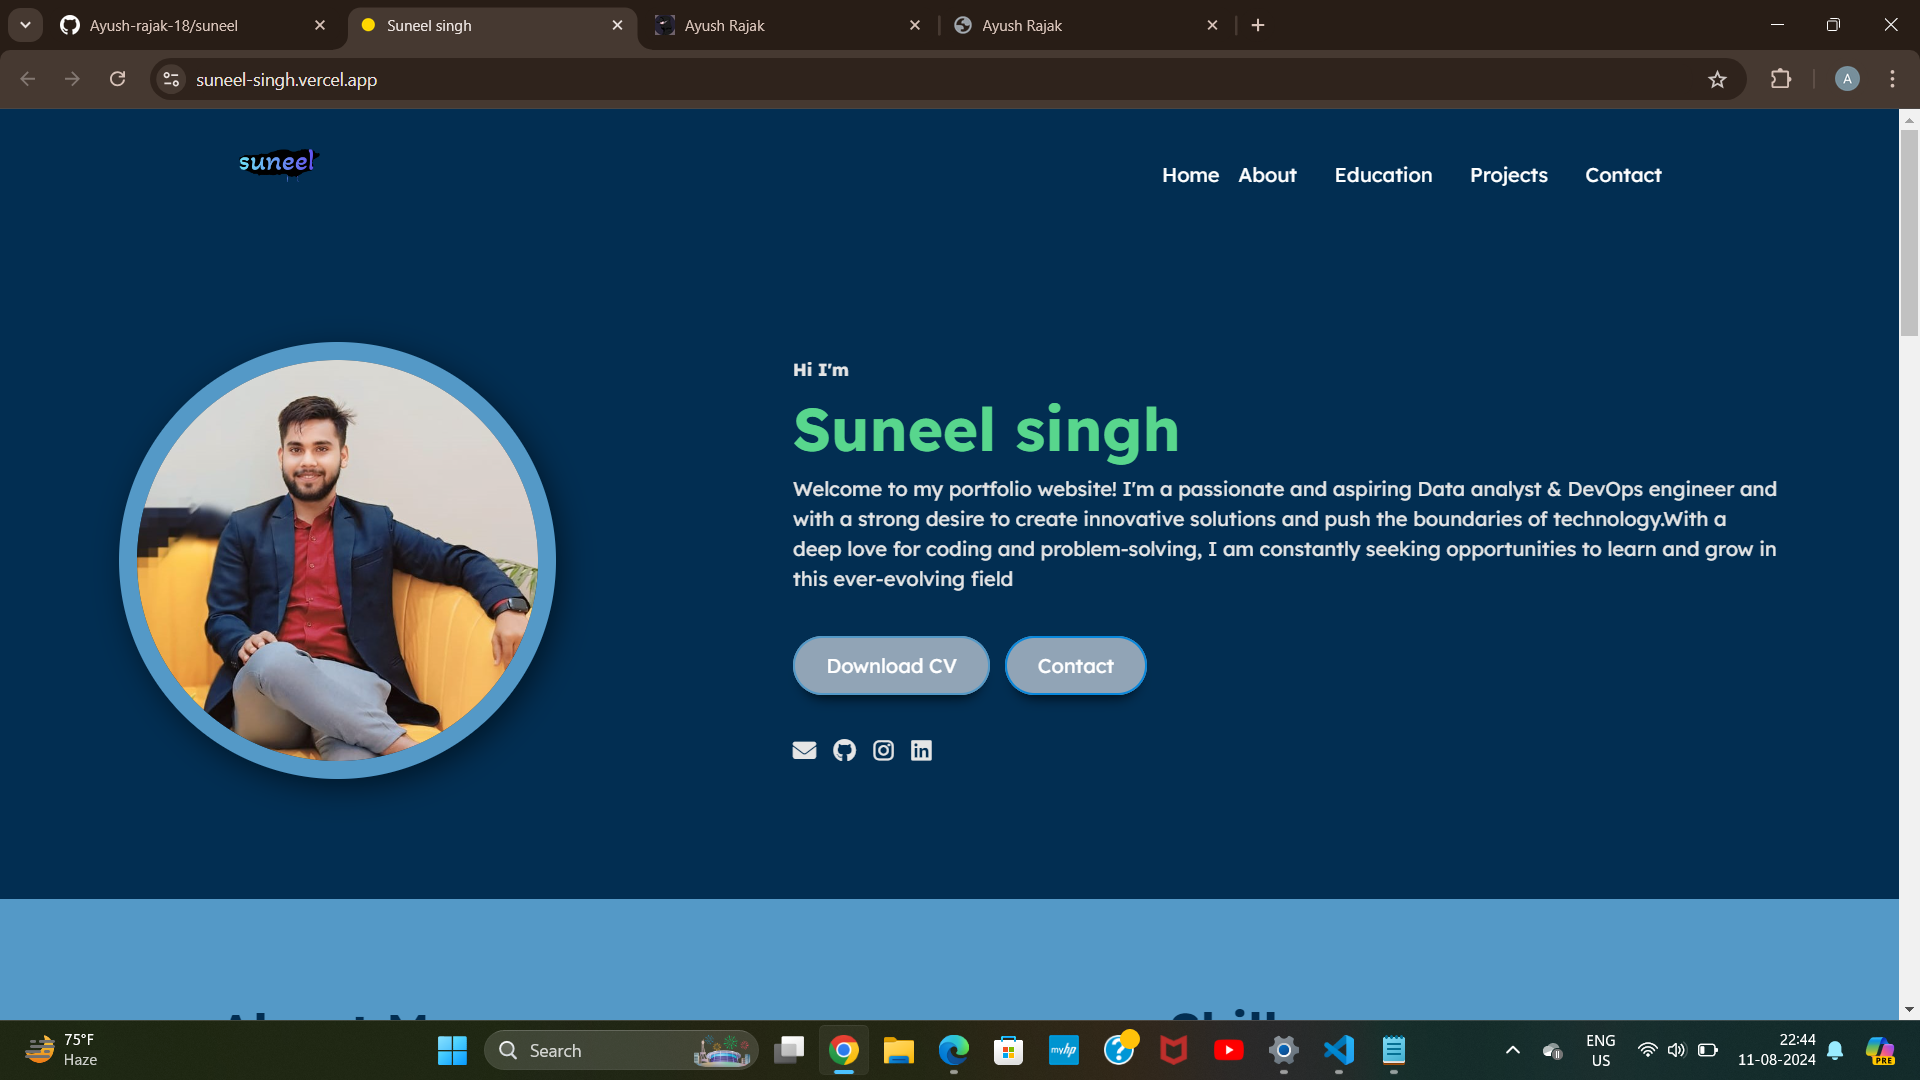 Ayush-rajak-18/suneel
Suneel singh
Ayush Rajak
Ayush Rajak
suneel-singh.vercel.app
A
suneel
Home About Education Projects Contact
Hi I'm
Suneel singh
Welcome to my portfolio website! I'm a passionate and aspiring Data analyst & DevOps engineer and
with a strong desire to create innovative solutions and push the boundaries of technology.With a
deep love for coding and problem-solving, I am constantly seeking opportunities to learn and grow in
this ever-evolving field
Download CV Contact
in
75°F
Haze
Search
myhp
ENG
US
22:44
11-08-2024
PRE